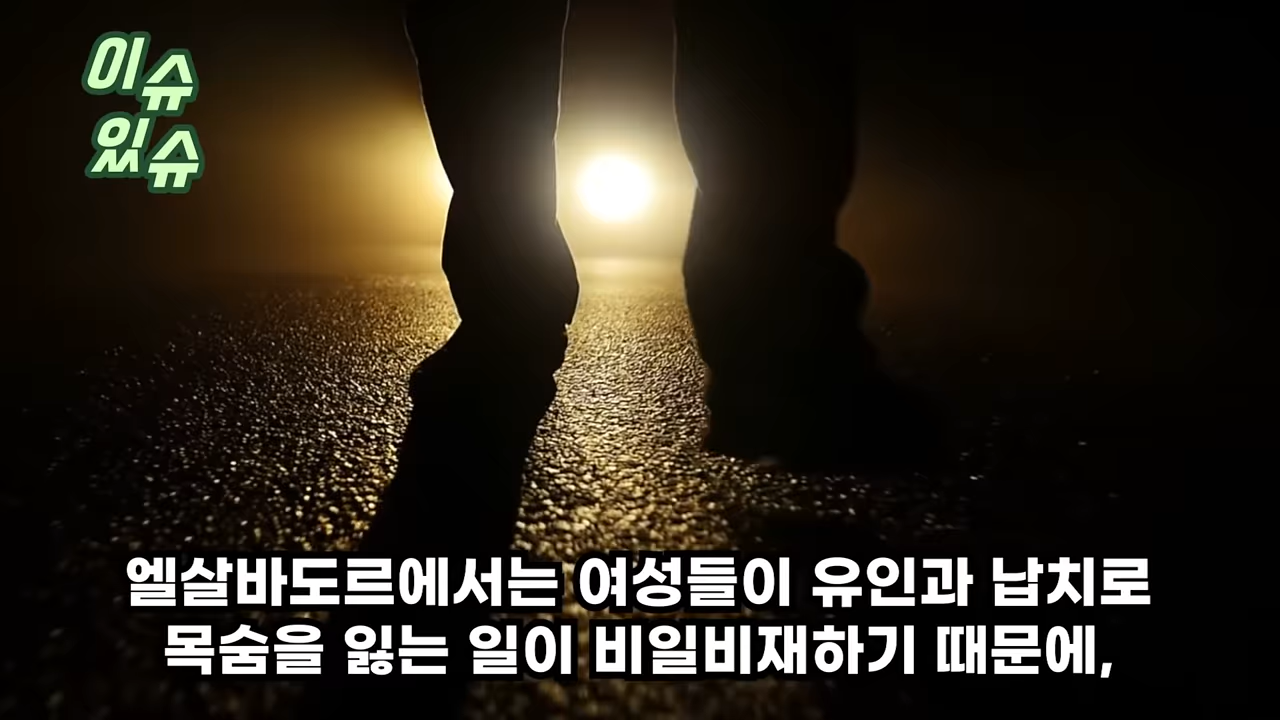 이슈
있슈
엘살바도르에서는 여성들이 유인과 납치로
목숨을 잃는 일이 비일비재하기 때문에,